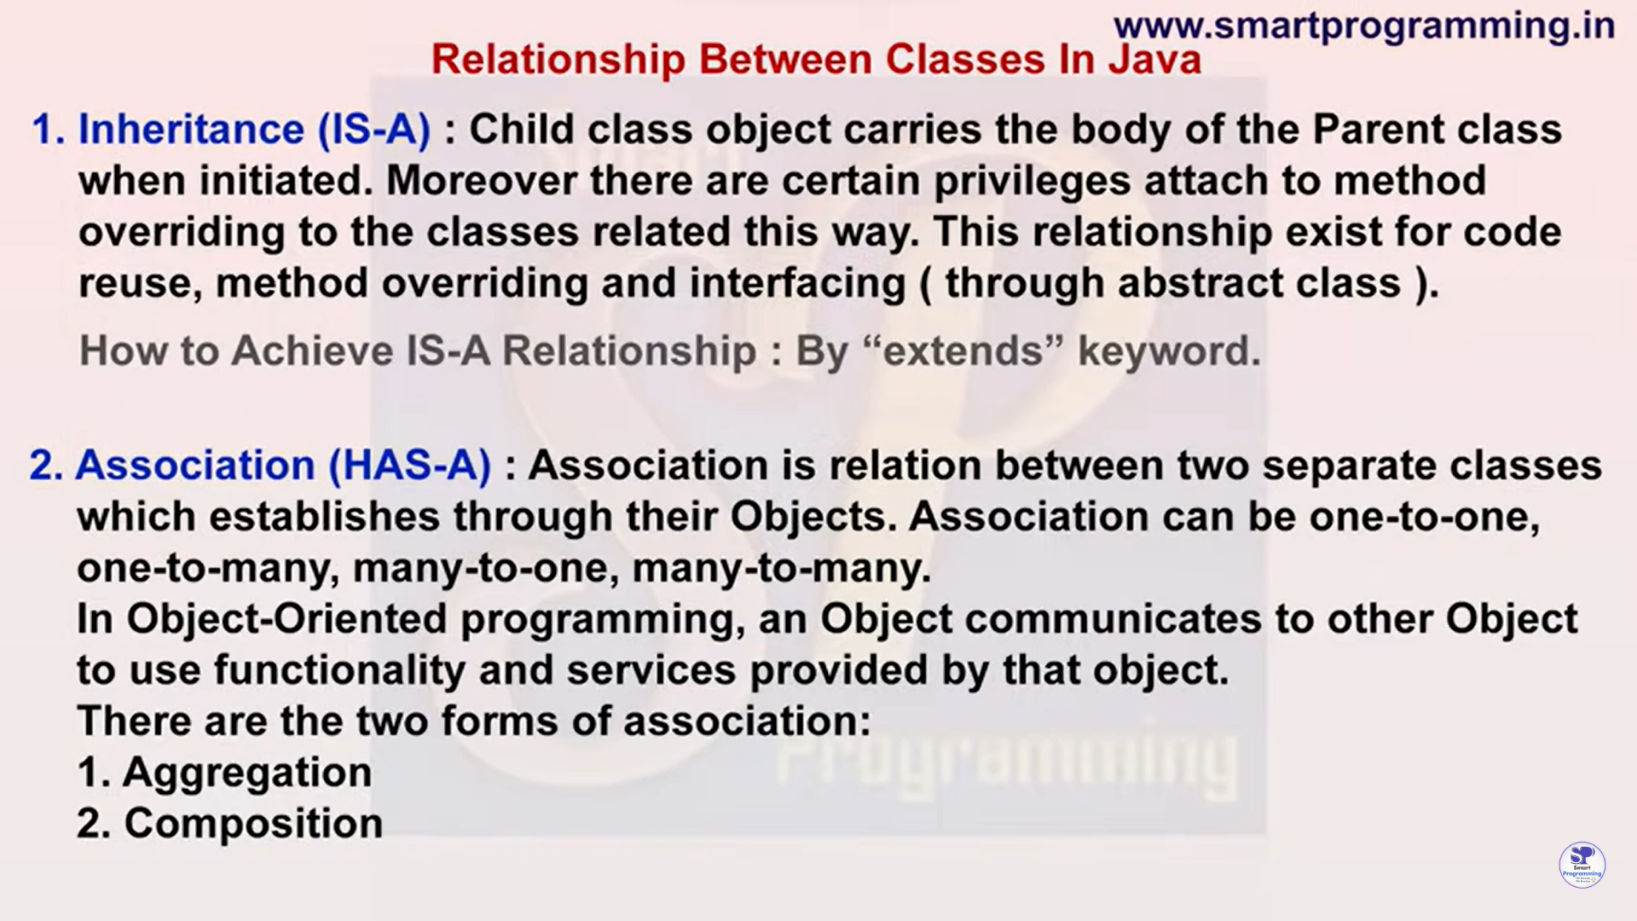 www.smartprogramming.in
Relationship Between Classes In Java
1. Inheritance (IS-A) : Child class object carries the body of the Parent class
when initiated. Moreover there are certain privileges attach to method
overriding to the classes related this way. This relationship exist for code
reuse, method overriding and interfacing ( through abstract class ).
How to Achieve IS-A Relationship : By “extends” keyword.
2. Association (HAS-A) : Association is relation between two separate classes
which establishes through their Objects. Association can be one-to-one,
one-to-many, many-to-one, many-to-many.
In Object-Oriented programming, an Object communicates to other Object
to use functionality and services provided by that object.
There are the two forms of association:
1. Aggregation
2. Composition
Smart
SP
Programming
SP
Smart
Programming